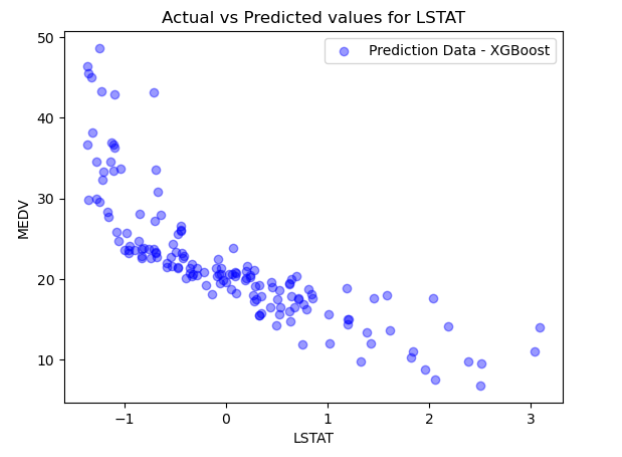 Actual vs Predicted values for LSTAT
Prediction Data - XGBoost
MEDV
50
40
30
20
10
−1
0
1
2
3
LSTAT